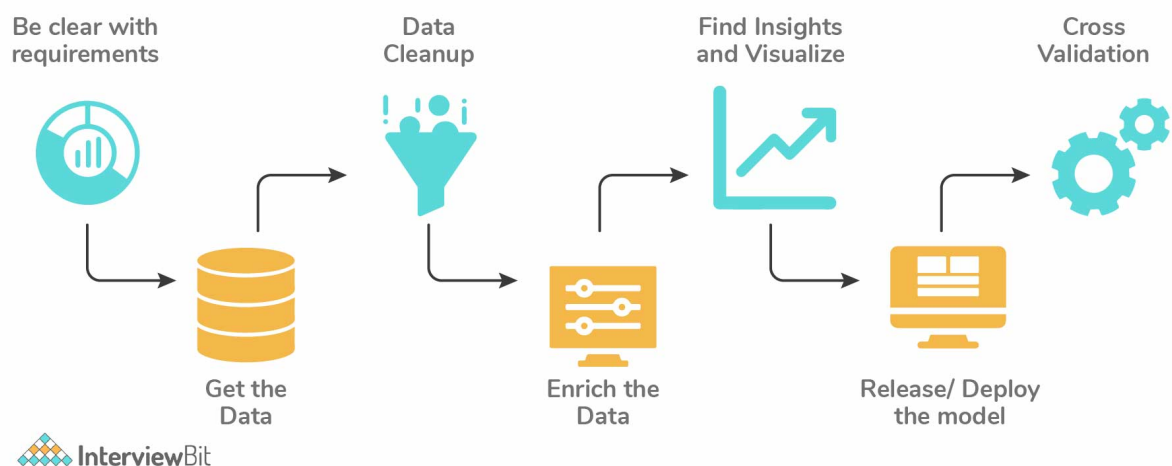 Be clear with
requirements
Get the
Data
Data
Cleanup
Enrich the
Data
Find Insights
and Visualize
Release/ Deploy
the model
Cross
Validation
InterviewBit